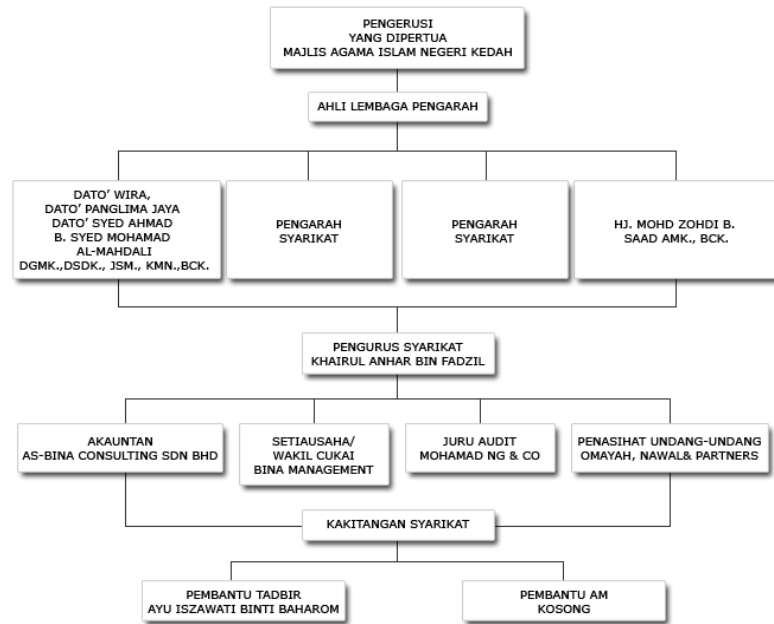 PENGERUSI
YANG DIPERTUA
MAJLIS AGAMA ISLAM NEGERI KEDAH
AHLI LEMBAGA PENGARAH
DATO' WIRA,
DATO' PANGLIMA JAYA
DATO' SYED AHMAD
B. SYED MOHAMAD
AL-MAHDALI
DGMK.,DSDK., JSM., KMN.,BCK.
PENGARAH
SYARIKAT
PENGARAH
SYARIKAT
HJ. MOHD ZOHDI B.
SAAD AMK., BCK.
PENGURUS SYARIKAT
KHAIRUL ANHAR BIN FADZIL
AKAUNTAN
AS-BINA CONSULTING SDN BHD
SETIAUSAHA/
WAKIL CUKAI
BINA MANAGEMENT
JURU AUDIT
MOHAMAD NG & CO
PENASIHAT UNDANG-UNDANG
OMAYAH, NAWAL& PARTNERS
KAKITANGAN SYARIKAT
PEMBANTU TADBIR
AYU ISZAWATI BINTI BAHAROM
PEMBANTU AM
KOSONG